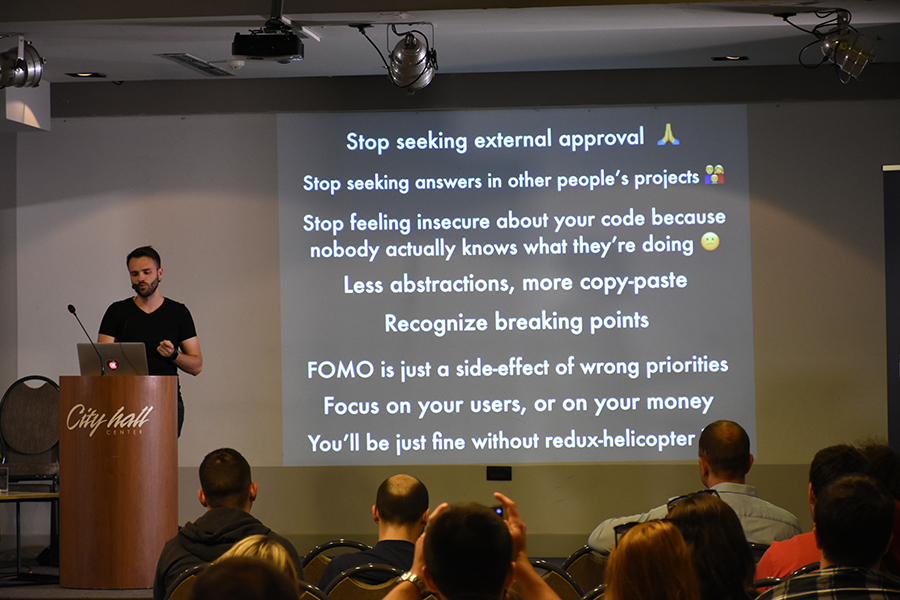 Stop seeking external approval 🙏
Stop seeking answers in other people's projects 👨‍👩‍👦
Stop feeling insecure about your code because
nobody actually knows what they're doing 😕
Less abstractions, more copy-paste
Recognize breaking points
FOMO is just a side-effect of wrong priorities
Focus on your users, or on your money
You'll be just fine without redux-helicopter
City hall
CENTER